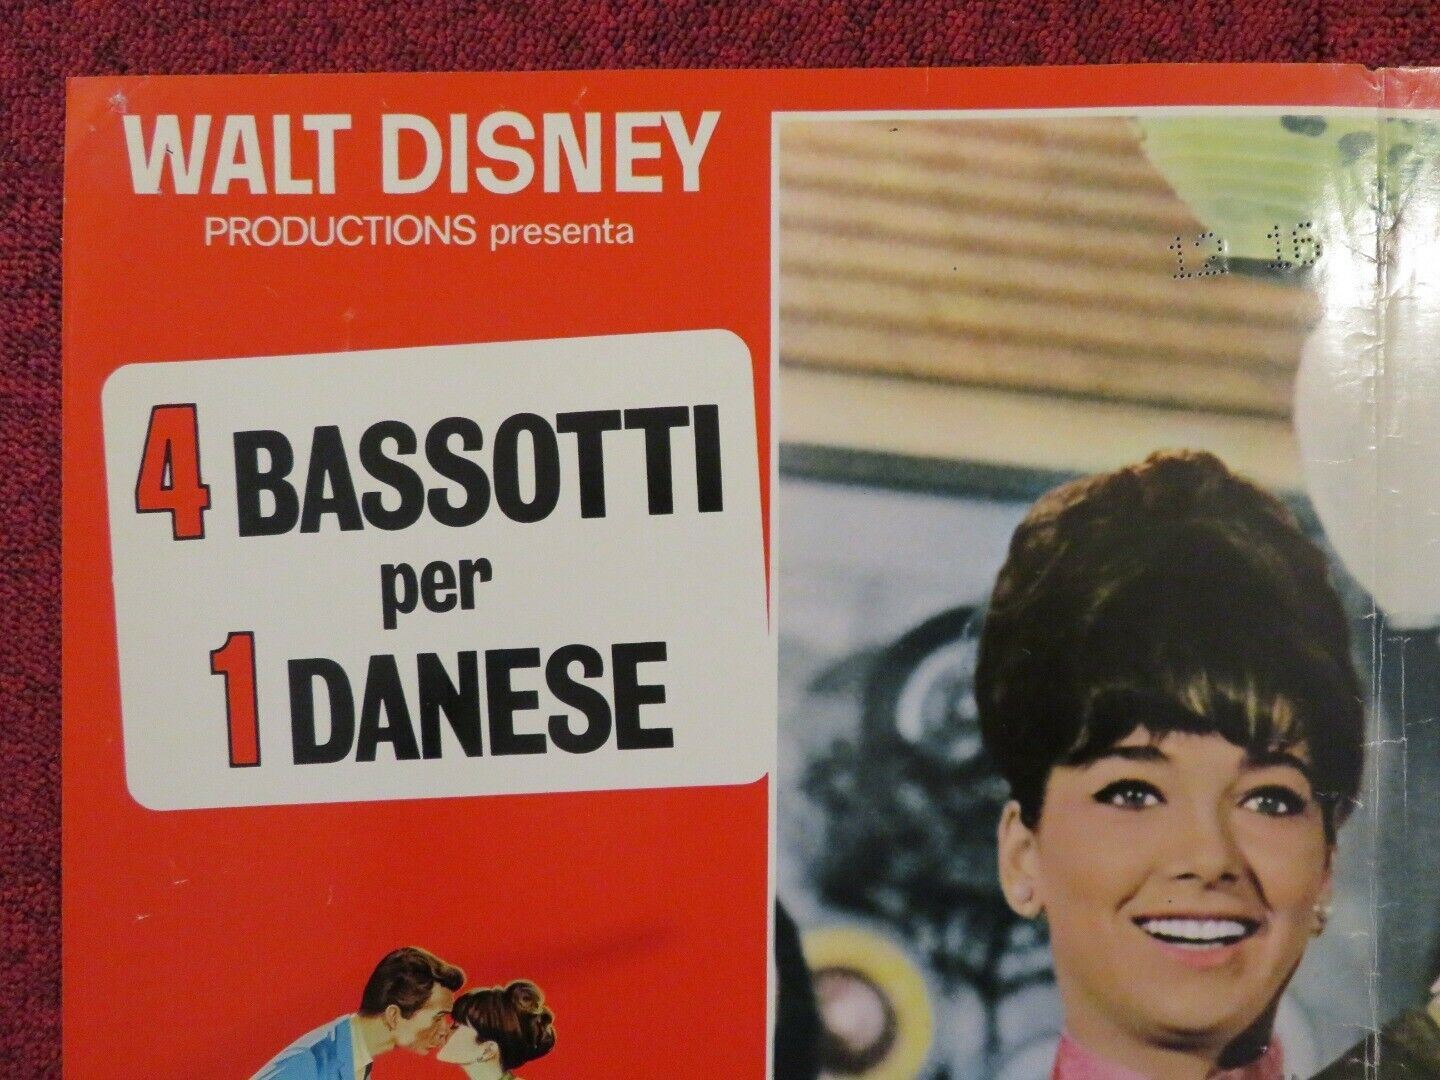 WALT DISNEY
PRODUCTIONS presenta
4 BASSOTTI
per
1 DANESE
12 16